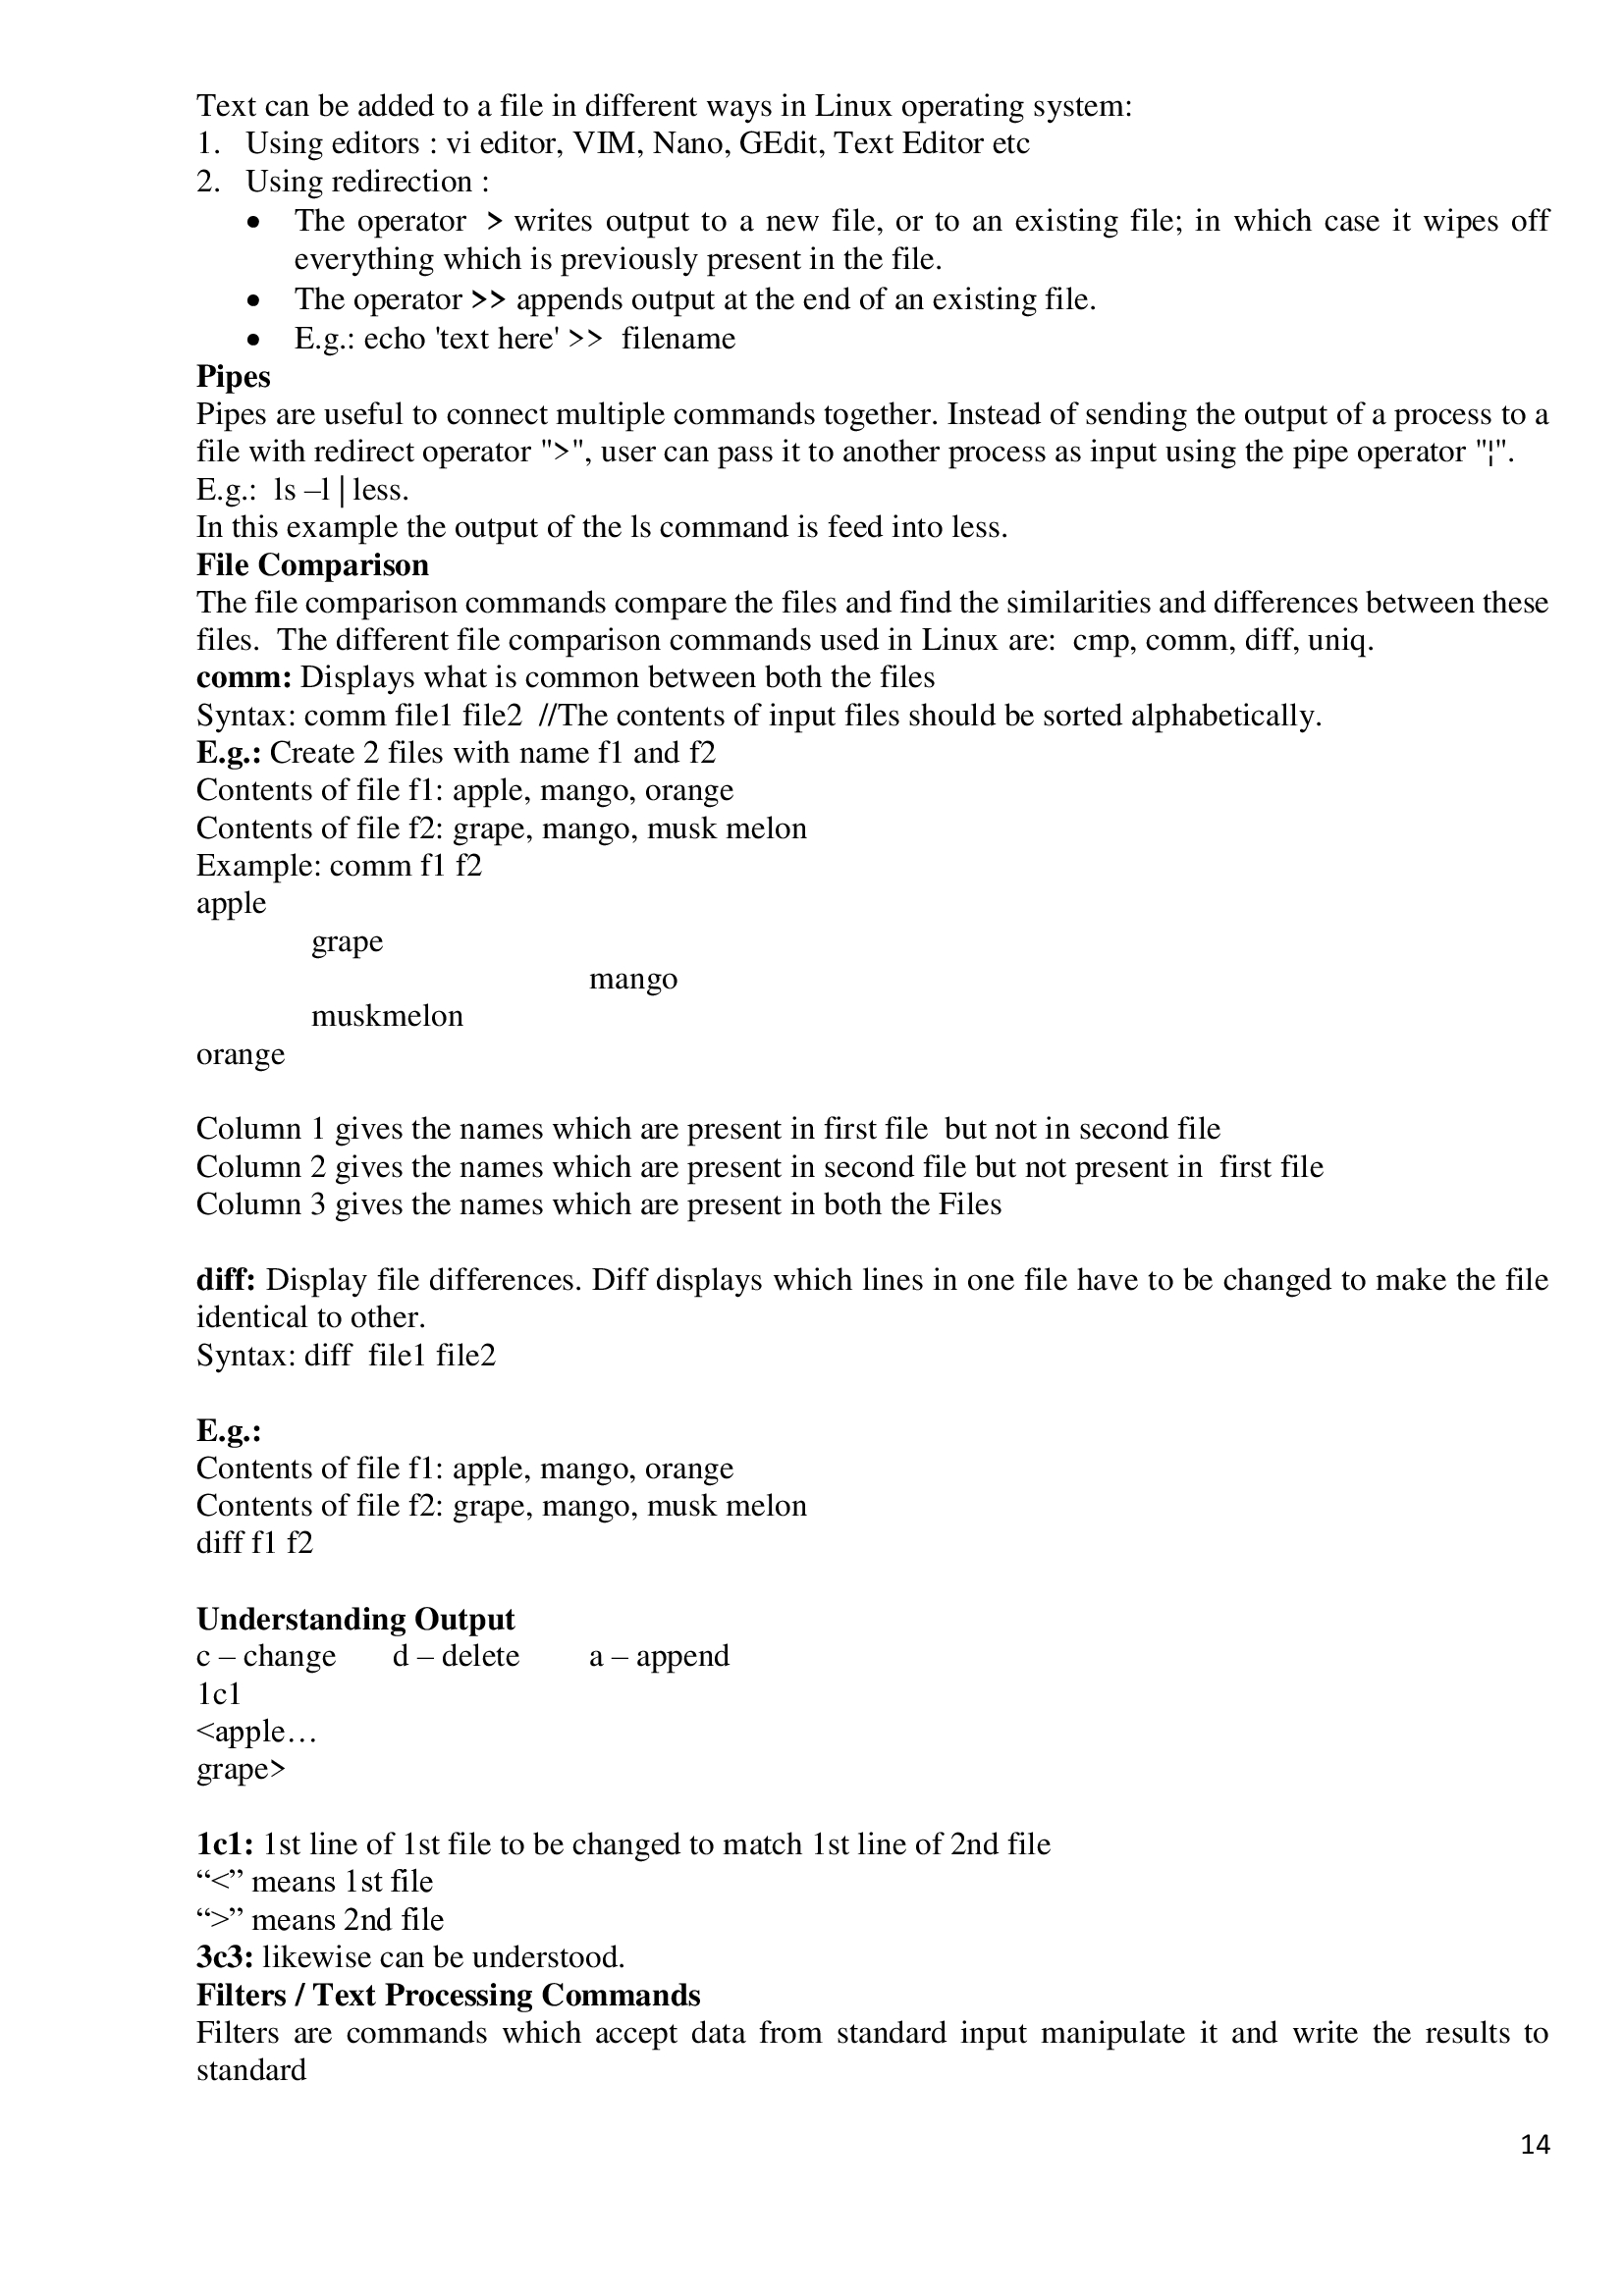 Text can be added to a file in different ways in Linux operating system:
1. Using editors : vi editor, VIM, Nano, GEdit, Text Editor etc
2. Using redirection :
• The operator > writes output to a new file, or to an existing file; in which case it wipes off
everything which is previously present in the file.
• The operator >> appends output at the end of an existing file.
• E.g.: echo 'text here' >> filename
Pipes
Pipes are useful to connect multiple commands together. Instead of sending the output of a process to a
file with redirect operator ">", user can pass it to another process as input using the pipe operator "¦".
E.g.: ls –l | less.
In this example the output of the ls command is feed into less.
File Comparison
The file comparison commands compare the files and find the similarities and differences between these
files. The different file comparison commands used in Linux are: cmp, comm, diff, uniq.
comm: Displays what is common between both the files
Syntax: comm file1 file2 //The contents of input files should be sorted alphabetically.
E.g.: Create 2 files with name f1 and f2
Contents of file f1: apple, mango, orange
Contents of file f2: grape, mango, musk melon
Example: comm f1 f2
apple
grape
mango
muskmelon
orange
Column 1 gives the names which are present in first file but not in second file
Column 2 gives the names which are present in second file but not present in first file
Column 3 gives the names which are present in both the Files
diff: Display file differences. Diff displays which lines in one file have to be changed to make the file
identical to other.
Syntax: diff file1 file2
E.g.:
Contents of file f1: apple, mango, orange
Contents of file f2: grape, mango, musk melon
diff f1 f2
Understanding Output
c – change d – delete a – append
1c1
<apple…
grape>
1c1: 1st line of 1st file to be changed to match 1st line of 2nd file
“<” means 1st file
“>” means 2nd file
3c3: likewise can be understood.
Filters / Text Processing Commands
Filters are commands which accept data from standard input manipulate it and write the results to
standard
14